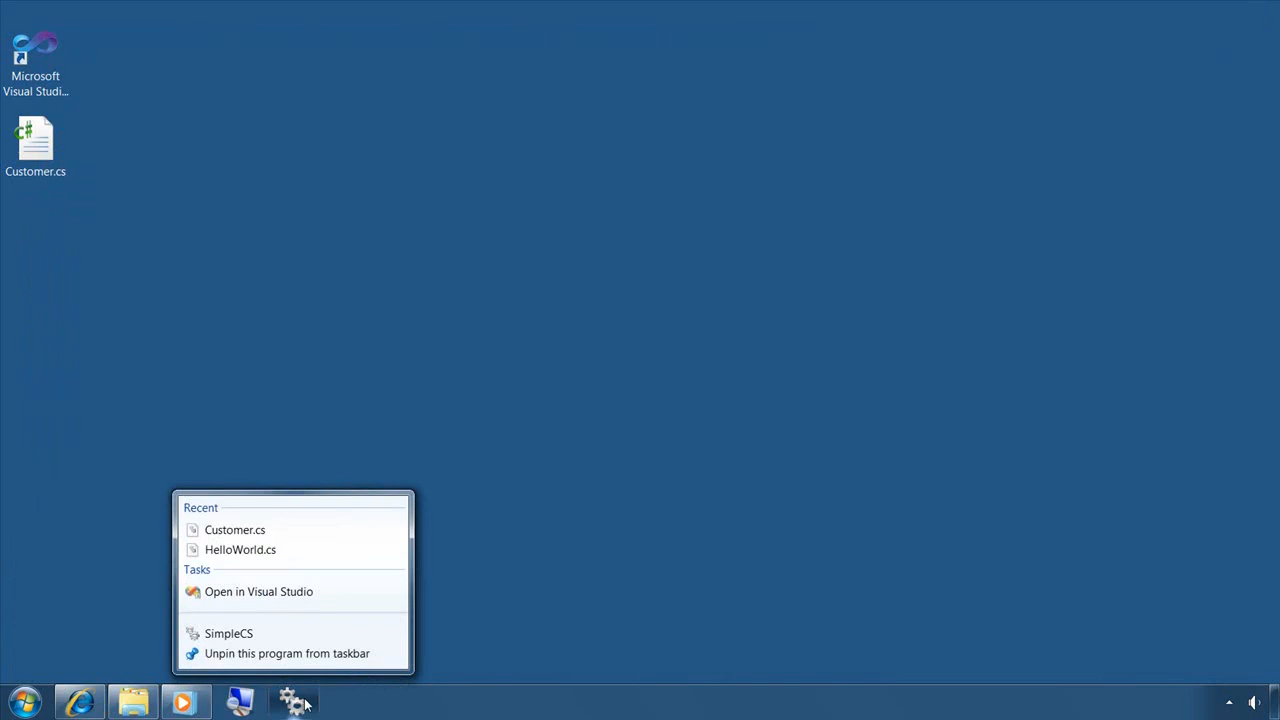 Microsoft
Visual Studi...
Customer.cs
Recent
Customer.cs
HelloWorld.cs
Tasks
Open in Visual Studio
SimpleCS
Unpin this program from taskbar